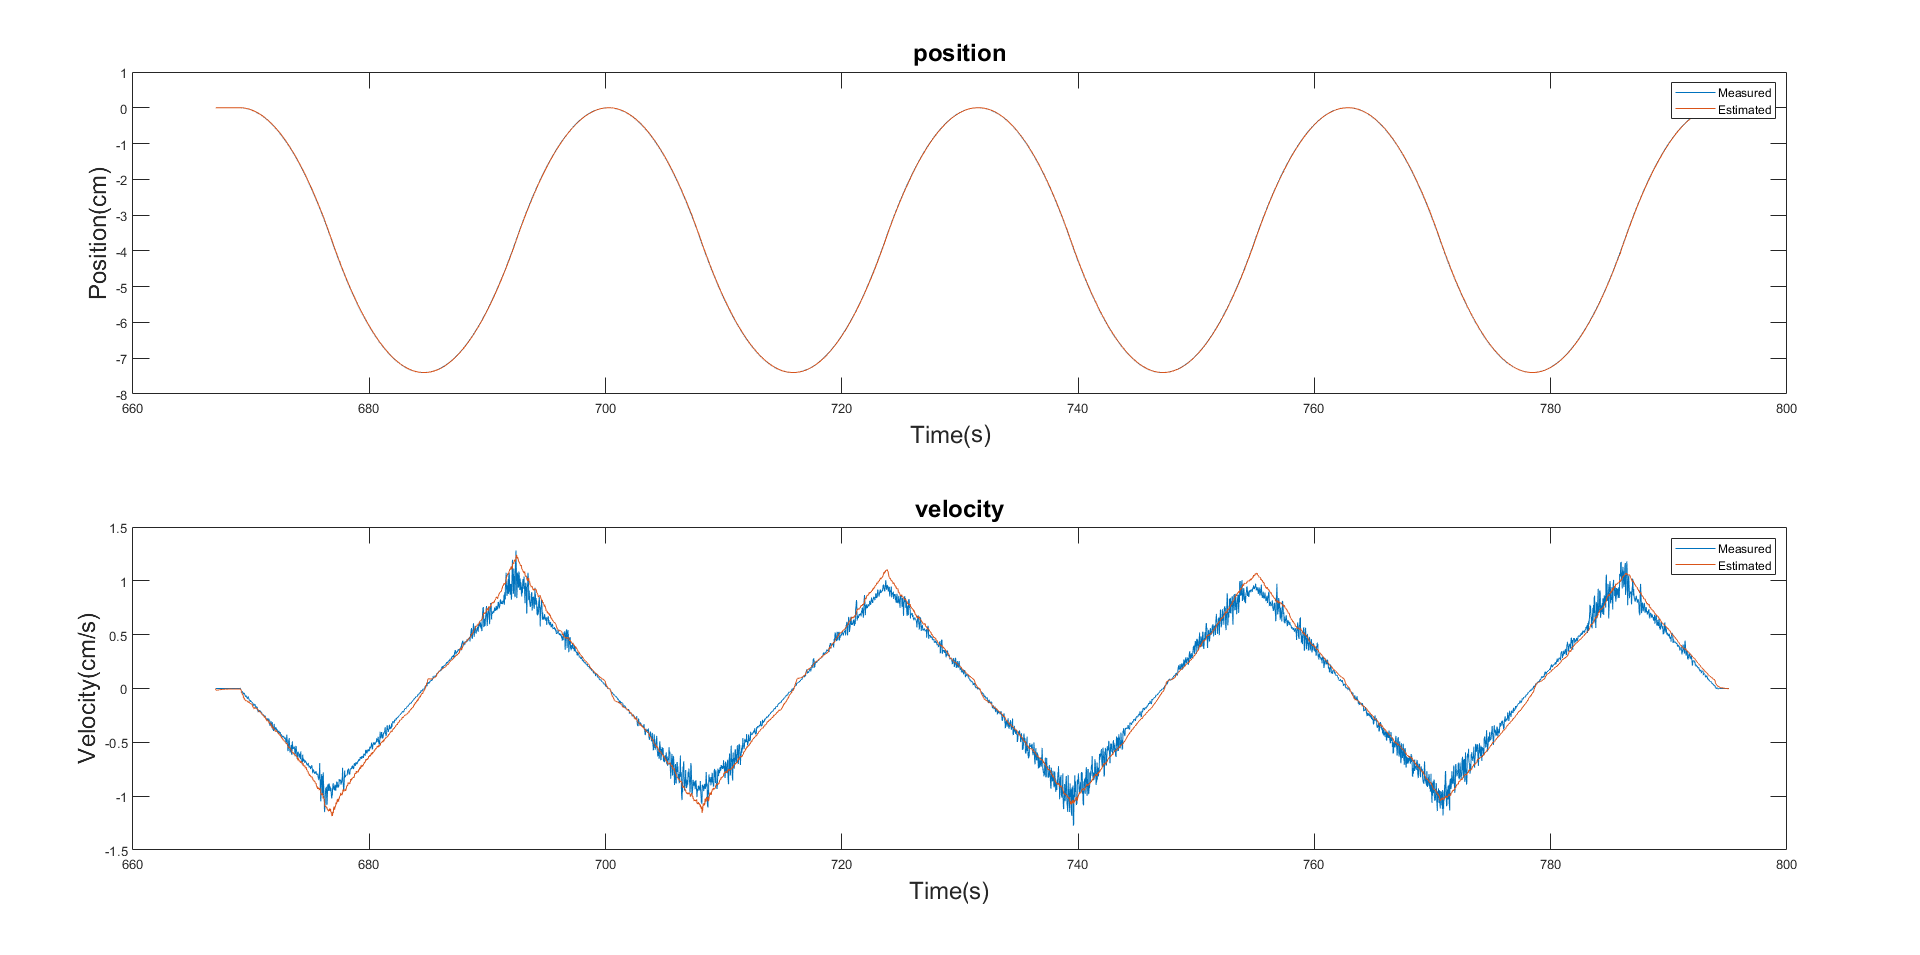 position
1
0
-1
-2
-3
-4
-5
-6
-7
-8
Position(cm)
Measured
Estimated
660 680 700 720 740 760 780 800
Time(s)
velocity
1.5
1
0.5
0
-0.5
-1
-1.5
Velocity(cm/s)
Measured
Estimated
660 680 700 720 740 760 780 800
Time(s)